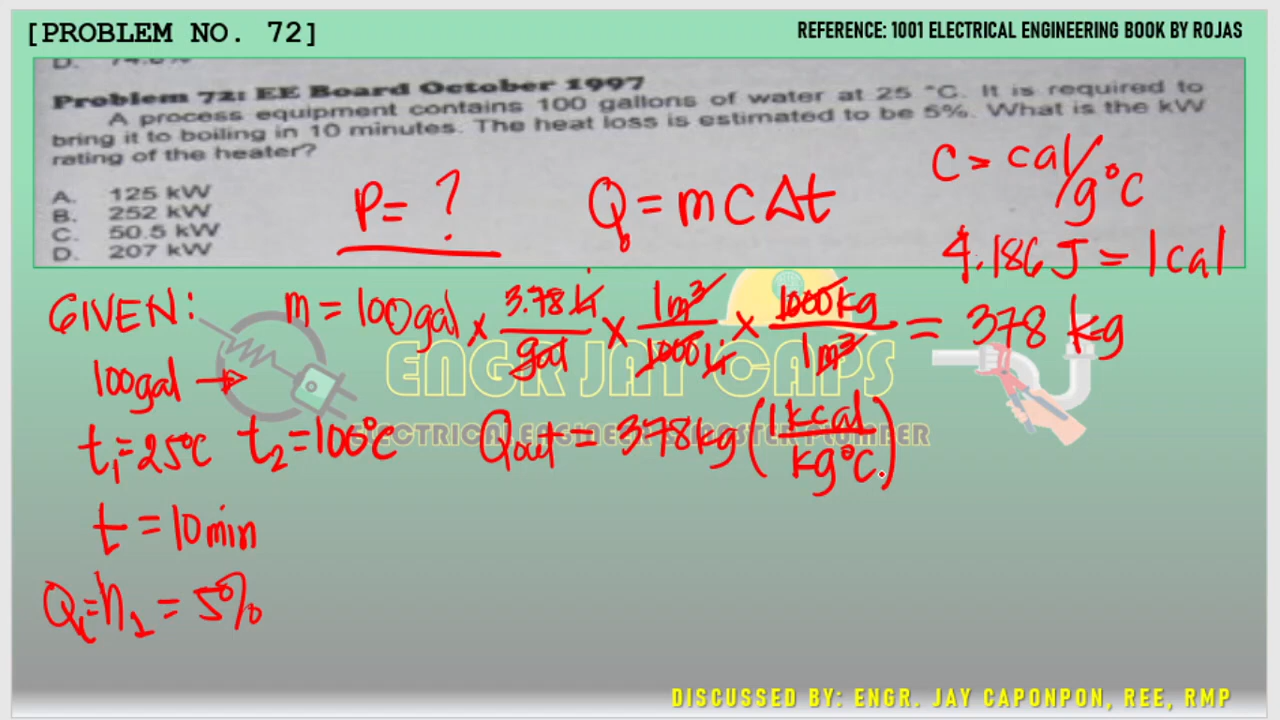 [PROBLEM NO. 72]
REFERENCE: 1001 ELECTRICAL ENGINEERING BOOK BY ROJAS
Problem 72: EE Board October 1997
A process equipment contains 100 gallons of water at 25 °C. It is required to
bring it to boiling in 10 minutes. The heat loss is estimated to be 5%. What is the kW
rating of the heater?
A. 125 kW
B. 252 kW
C. 50.5 kW
D. 207 kW
P = ?
Q = mCΔt
C = cal/g°C
4.186 J = 1 cal
GIVEN:
m = 100gal × 3.78 li/gal × 1m³/1000 li × 1000kg/1m³ = 378 kg
100gal →
ENGR JAY CAPS
t₁ = 25°C t₂ = 100°C
Qout = 378kg (1kcal/kg°C)
t = 10min
= 5%
DISCUSSED BY: ENGR. JAY CAPONPON, REE, RMP